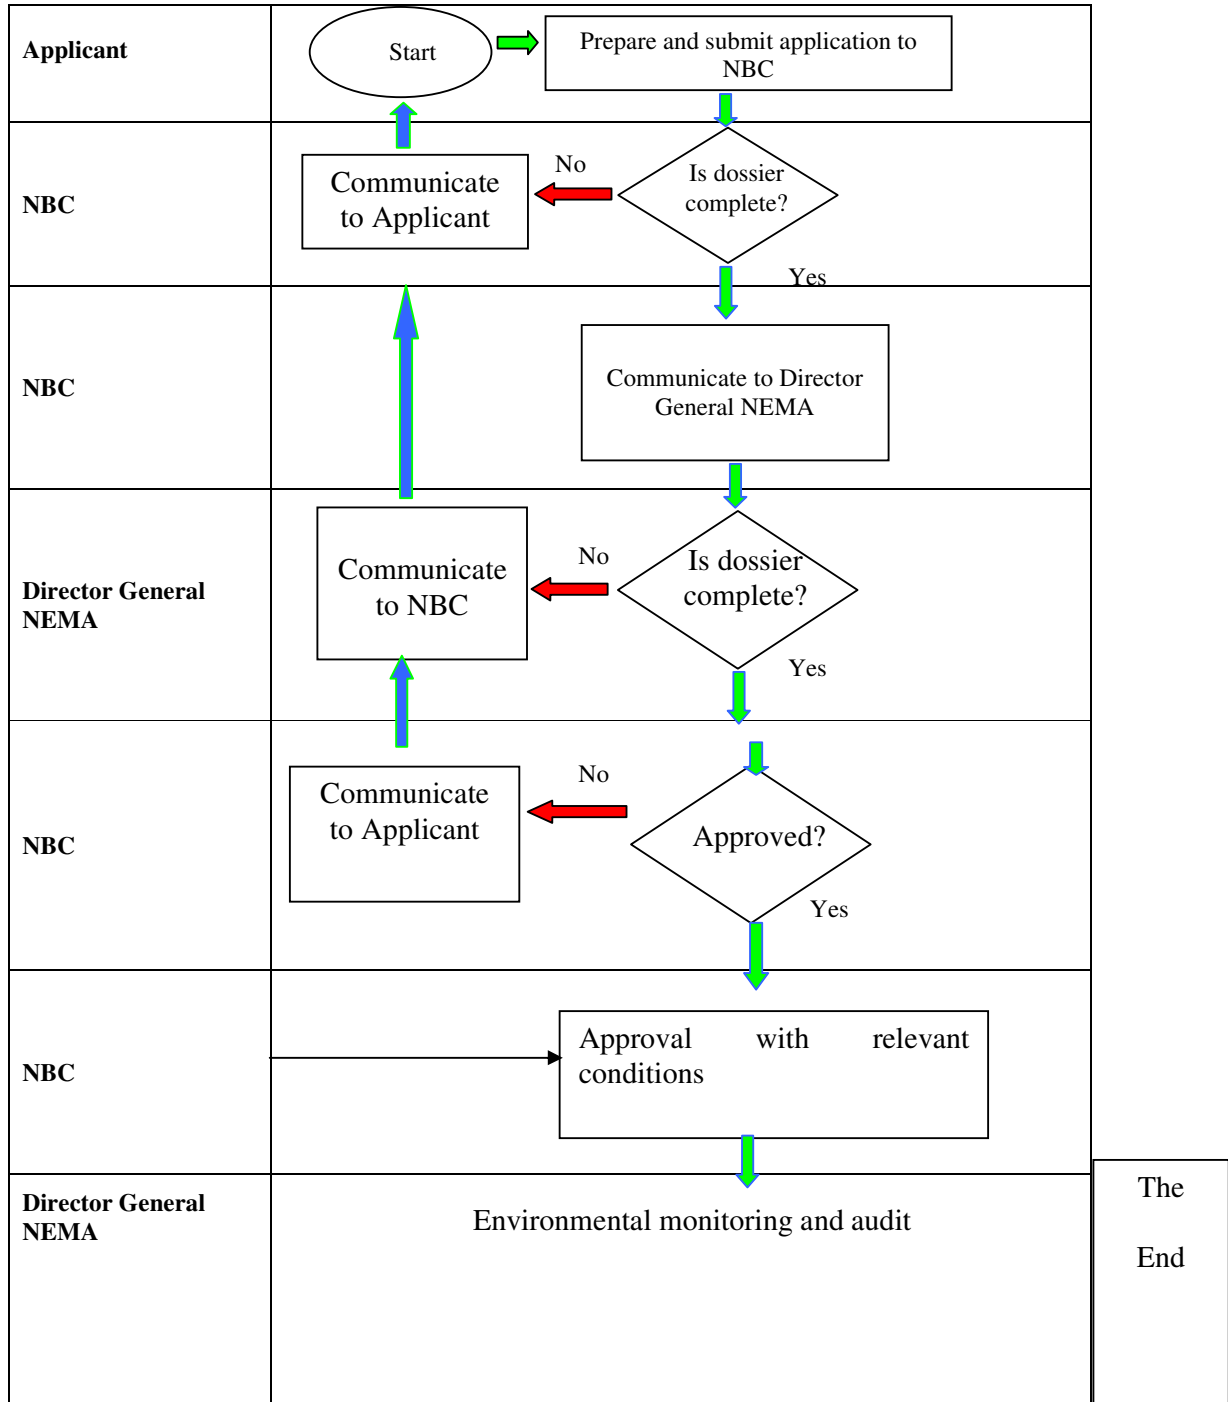 Applicant
Start
Prepare and submit application to
NBC
NBC
Communicate
to Applicant
No
Is dossier
complete?
Yes
NBC
Communicate to Director
General NEMA
Director General
NEMA
Communicate
to NBC
No
Is dossier
complete?
Yes
NBC
Communicate
to Applicant
No
Approved?
Yes
NBC
Approval with relevant
conditions
Director General
NEMA
Environmental monitoring and audit
The
End